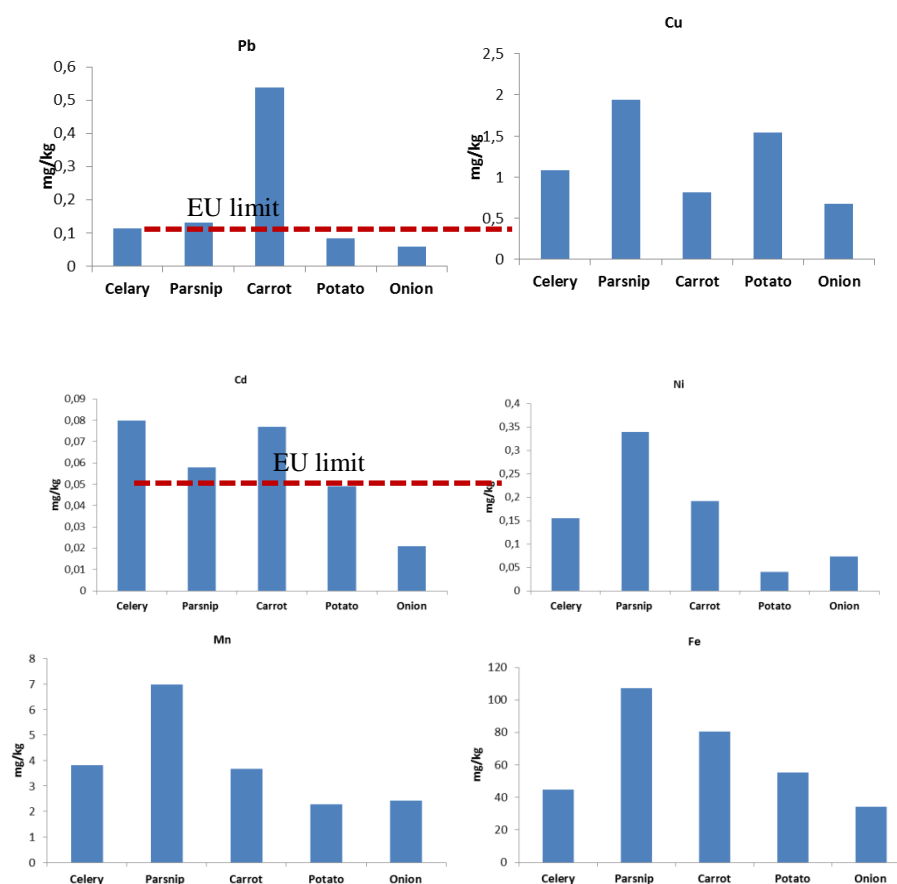 Pb
0,6
0,5
0,4
0,3
0,2
0,1
0
mg/kg
EU limit
Celary Parsnip Carrot Potato Onion
Cu
2,5
2
1,5
1
0,5
0
mg/kg
Celery Parsnip Carrot Potato Onion
Cd
0,09
0,08
0,07
0,06
0,05
0,04
0,03
0,02
0,01
0
mg/kg
EU limit
Celery Parsnip Carrot Potato Onion
Ni
0,4
0,35
0,3
0,25
0,2
0,15
0,1
0,05
0
mg/kg
Celery Parsnip Carrot Potato Onion
Mn
8
7
6
5
4
3
2
1
0
mg/kg
Celery Parsnip Carrot Potato Onion
Fe
120
100
80
60
40
20
0
mg/kg
Celery Parsnip Carrot Potato Onion